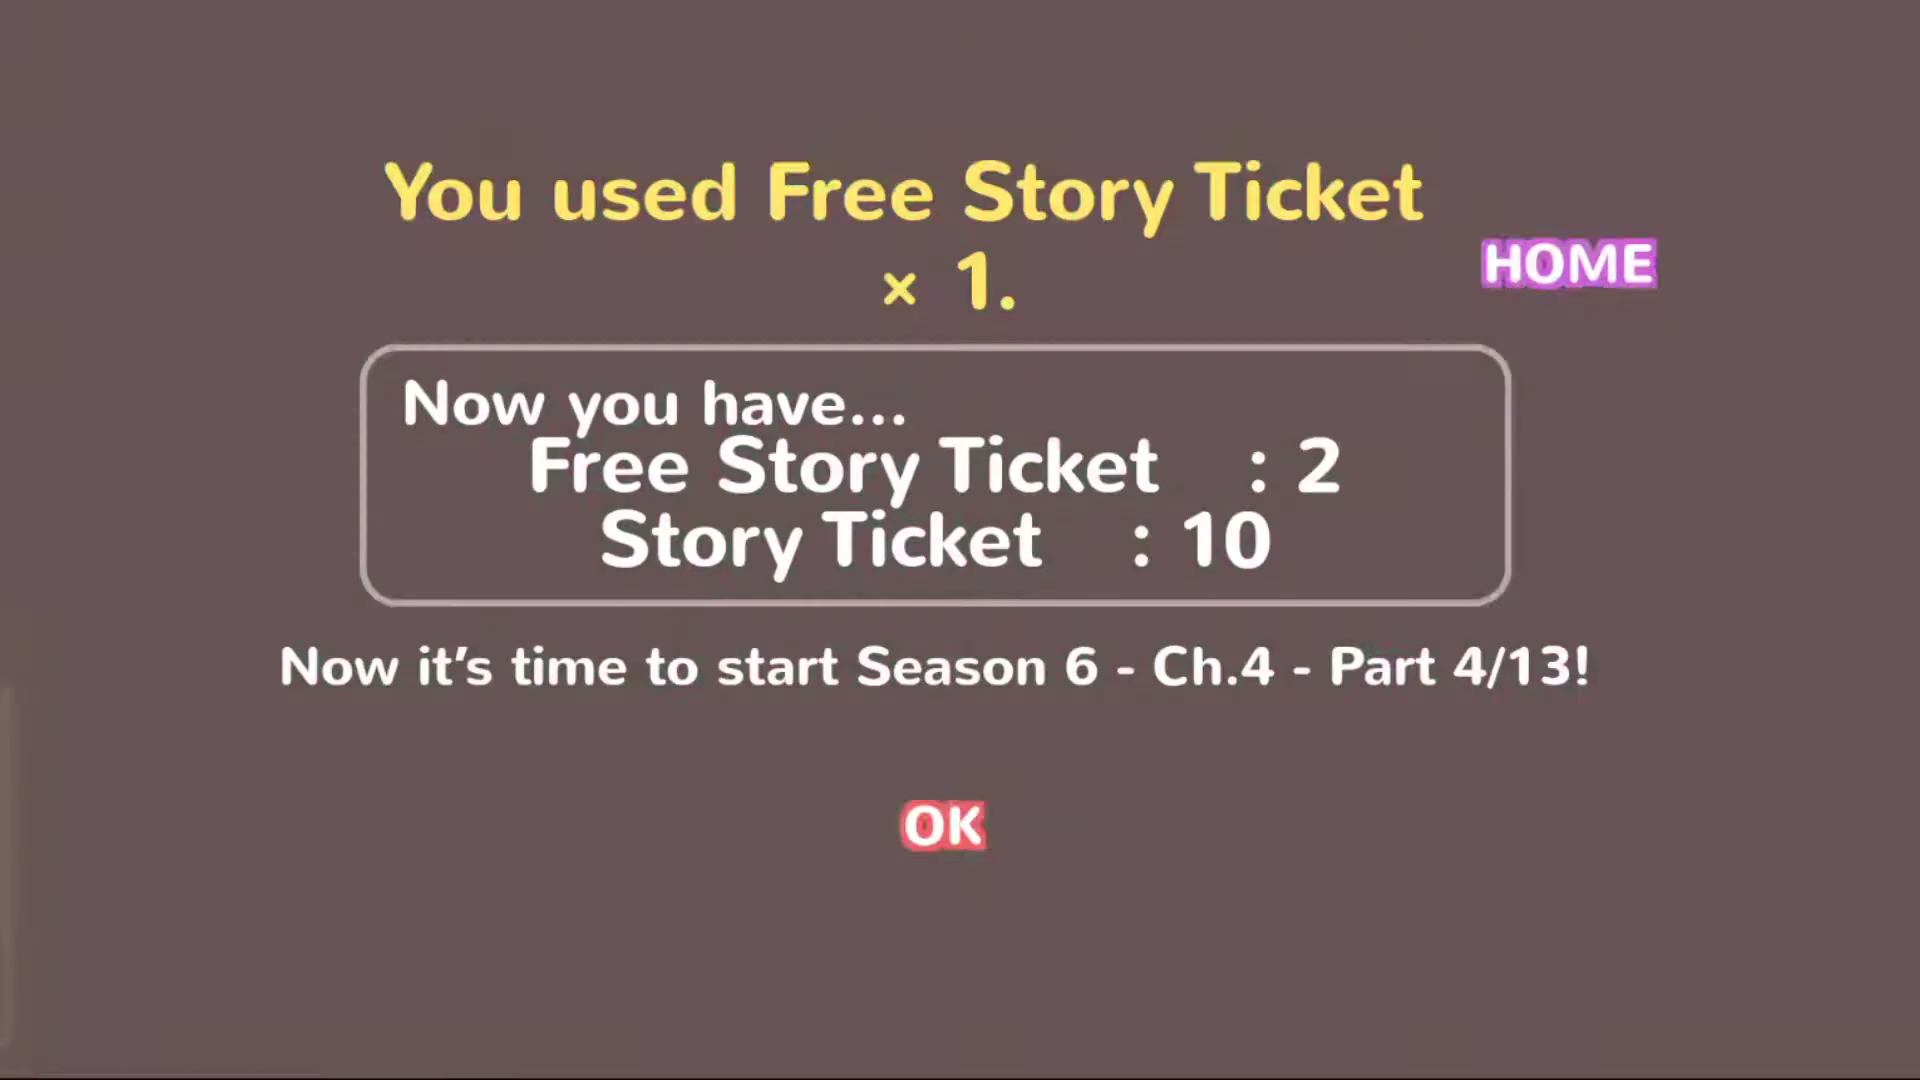 You used Free Story Ticket
× 1.
HOME
Now you have...
Free Story Ticket : 2
Story Ticket : 10
Now it's time to start Season 6 - Ch.4 - Part 4/13!
OK